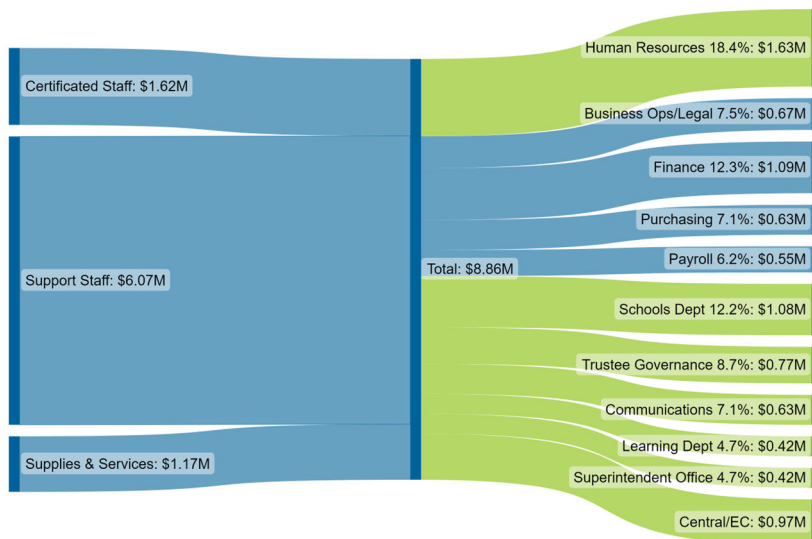 Certificated Staff: $1.62M
Support Staff: $6.07M
Supplies & Services: $1.17M
Total: $8.86M
Human Resources 18.4%: $1.63M
Business Ops/Legal 7.5%: $0.67M
Finance 12.3%: $1.09M
Purchasing 7.1%: $0.63M
Payroll 6.2%: $0.55M
Schools Dept 12.2%: $1.08M
Trustee Governance 8.7%: $0.77M
Communications 7.1%: $0.63M
Learning Dept 4.7%: $0.42M
Superintendent Office 4.7%: $0.42M
Central/EC: $0.97M